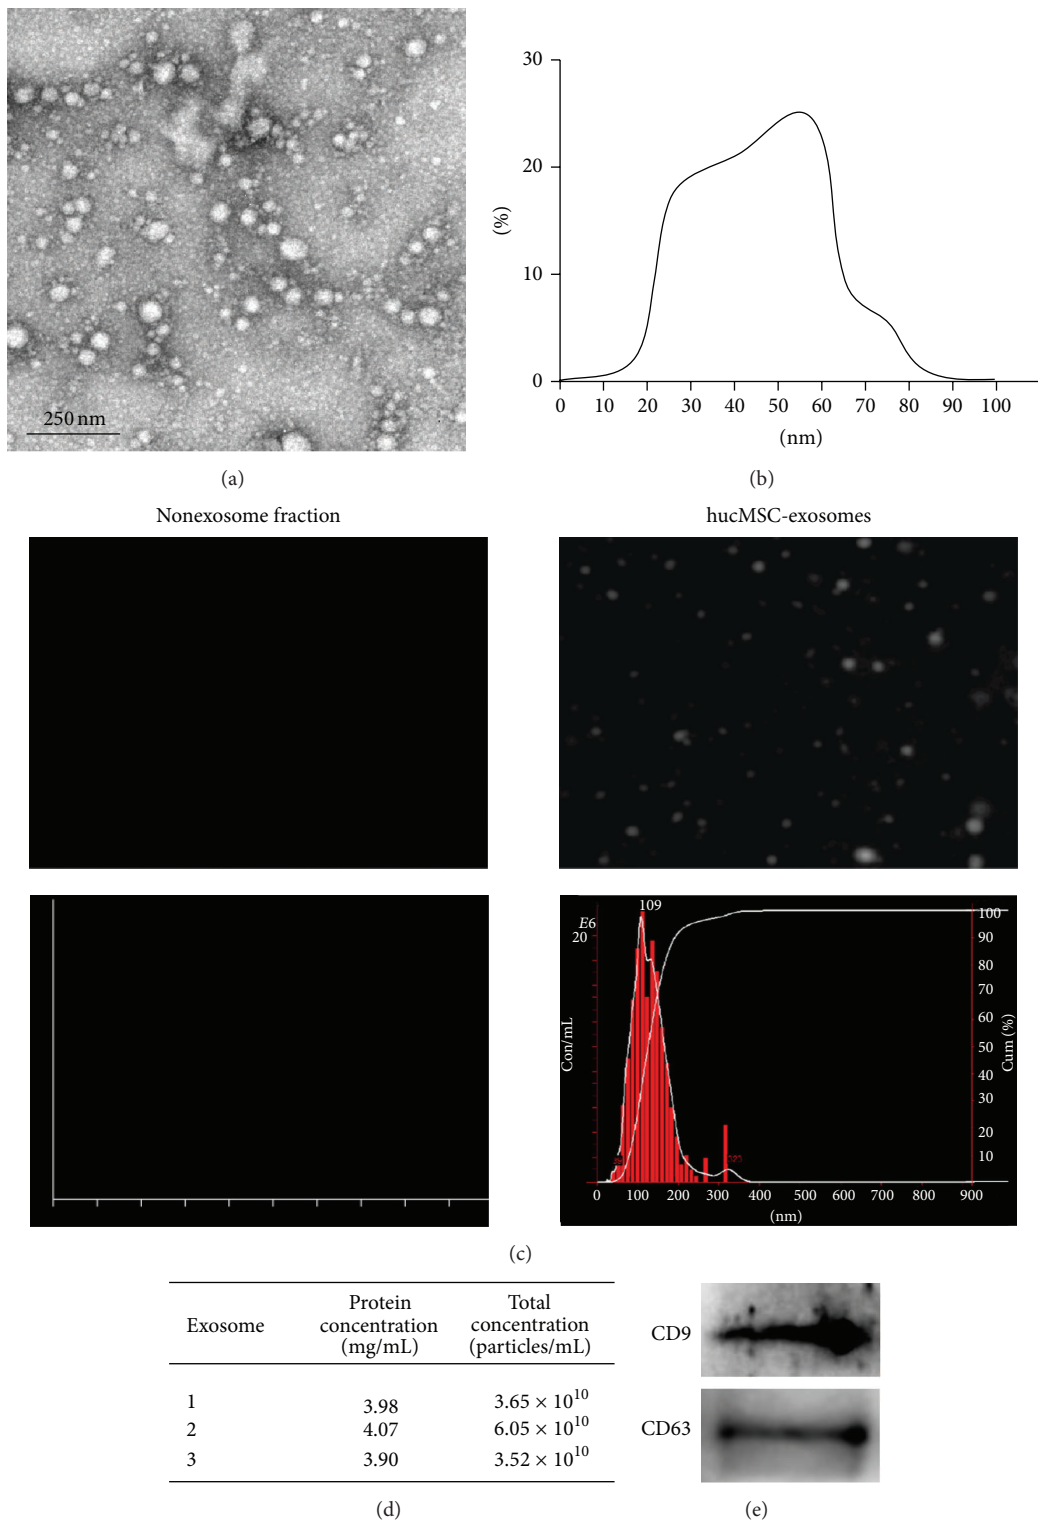 250 nm
(a)
30
20
10
0
(%)
0 10 20 30 40 50 60 70 80 90 100
(nm)
(b)
Nonexosome fraction
hucMSC-exosomes
109
E6
20
Con/mL
100
90
80
70
60
50
40
30
20
10
Cum (%)
0 100 200 300 400 500 600 700 800 900
(nm)
(c)
Exosome Protein concentration (mg/mL) Total concentration (particles/mL)
1 3.98 3.65 × 10^10
2 4.07 6.05 × 10^10
3 3.90 3.52 × 10^10
(d)
CD9
CD63
(e)